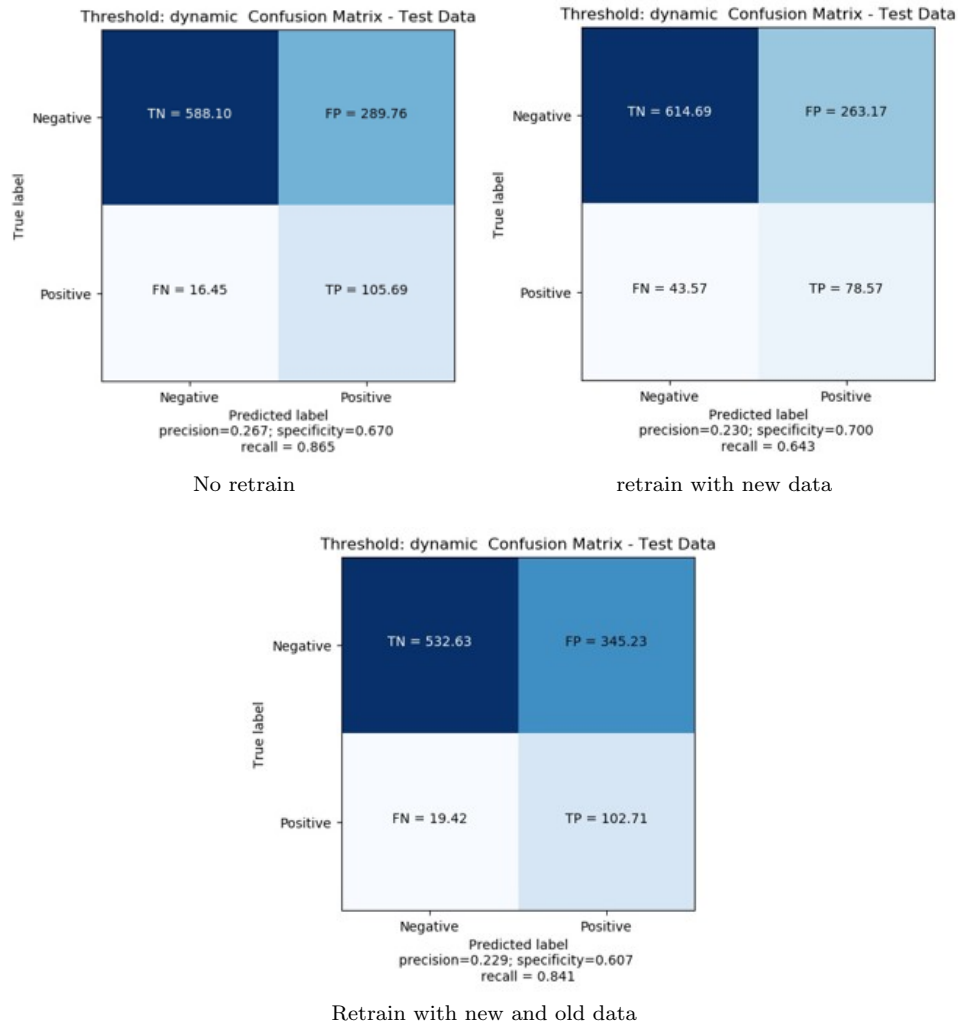 Threshold: dynamic  Confusion Matrix - Test Data
True label
Negative
TN = 588.10
FP = 289.76
Positive
FN = 16.45
TP = 105.69
Negative
Positive
Predicted label
precision=0.267; specificity=0.670
recall = 0.865
No retrain
Threshold: dynamic  Confusion Matrix - Test Data
True label
Negative
TN = 614.69
FP = 263.17
Positive
FN = 43.57
TP = 78.57
Negative
Positive
Predicted label
precision=0.230; specificity=0.700
recall = 0.643
retrain with new data
Threshold: dynamic  Confusion Matrix - Test Data
True label
Negative
TN = 532.63
FP = 345.23
Positive
FN = 19.42
TP = 102.71
Negative
Positive
Predicted label
precision=0.229; specificity=0.607
recall = 0.841
Retrain with new and old data